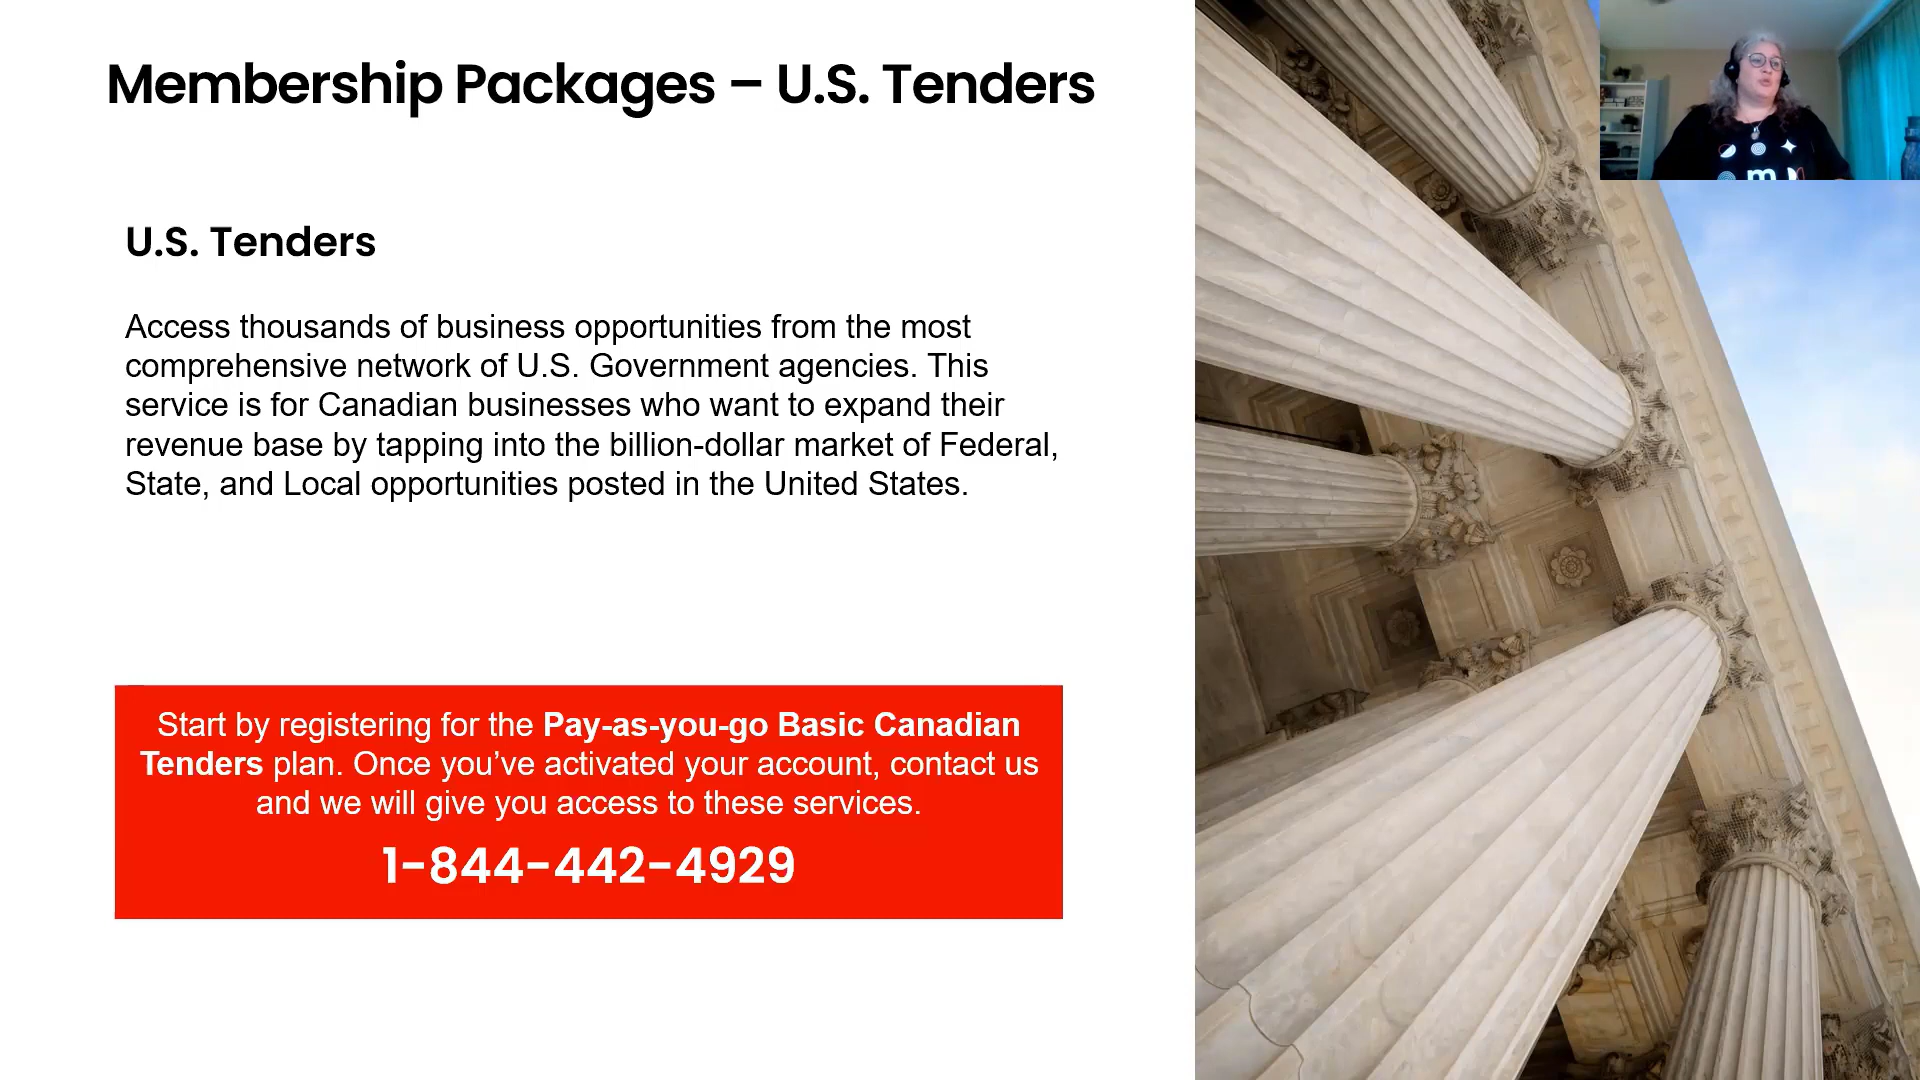 Membership Packages – U.S. Tenders
U.S. Tenders
Access thousands of business opportunities from the most
comprehensive network of U.S. Government agencies. This
service is for Canadian businesses who want to expand their
revenue base by tapping into the billion-dollar market of Federal,
State, and Local opportunities posted in the United States.
Start by registering for the Pay-as-you-go Basic Canadian
Tenders plan. Once you’ve activated your account, contact us
and we will give you access to these services.
1-844-442-4929